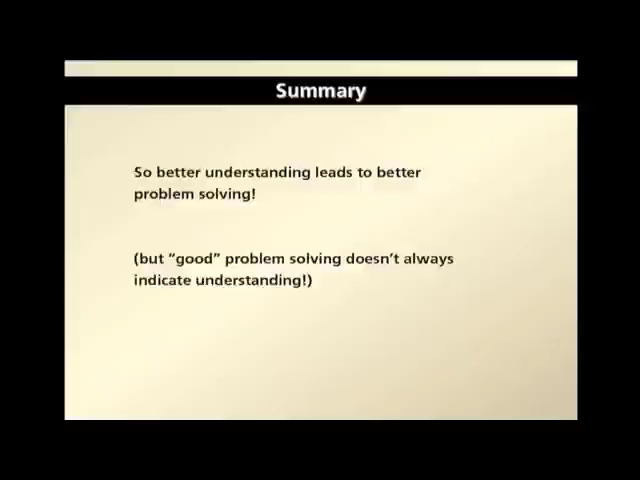 Summary
So better understanding leads to better
problem solving!
(but “good” problem solving doesn’t always
indicate understanding!)